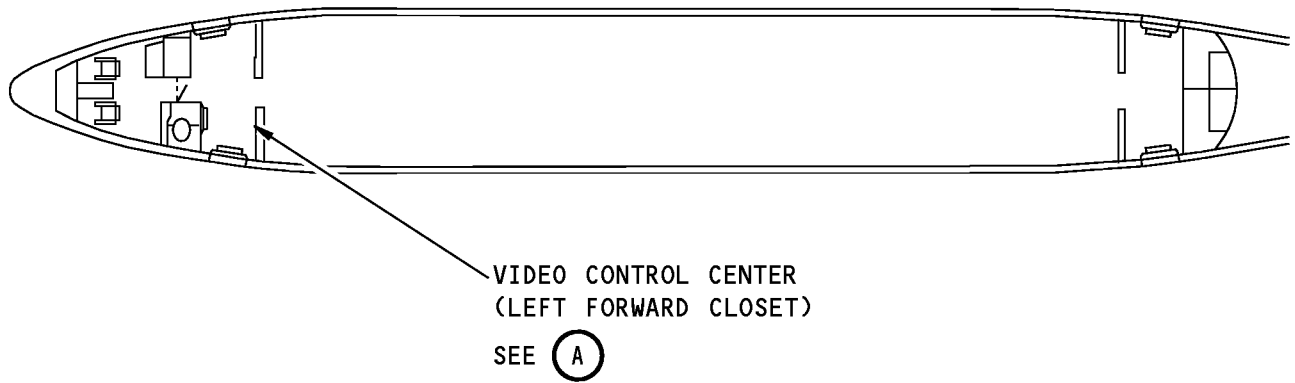 VIDEO CONTROL CENTER
(LEFT FORWARD CLOSET)
SEE A